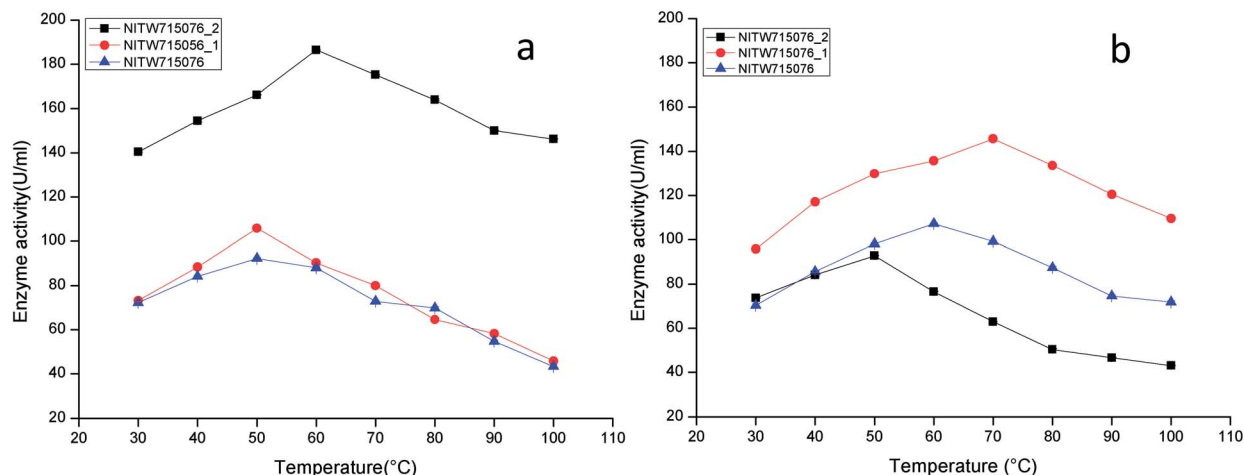 200
180
160
140
120
100
80
60
40
20
Enzyme activity(U/ml)
NITW715076_2
NITW715056_1
NITW715076
a
20 30 40 50 60 70 80 90 100 110
Temperature(°C)
200
180
160
140
120
100
80
60
40
20
Enzyme activity(U/ml)
NITW715076_2
NITW715076_1
NITW715076
b
20 30 40 50 60 70 80 90 100 110
Temperature (°C)